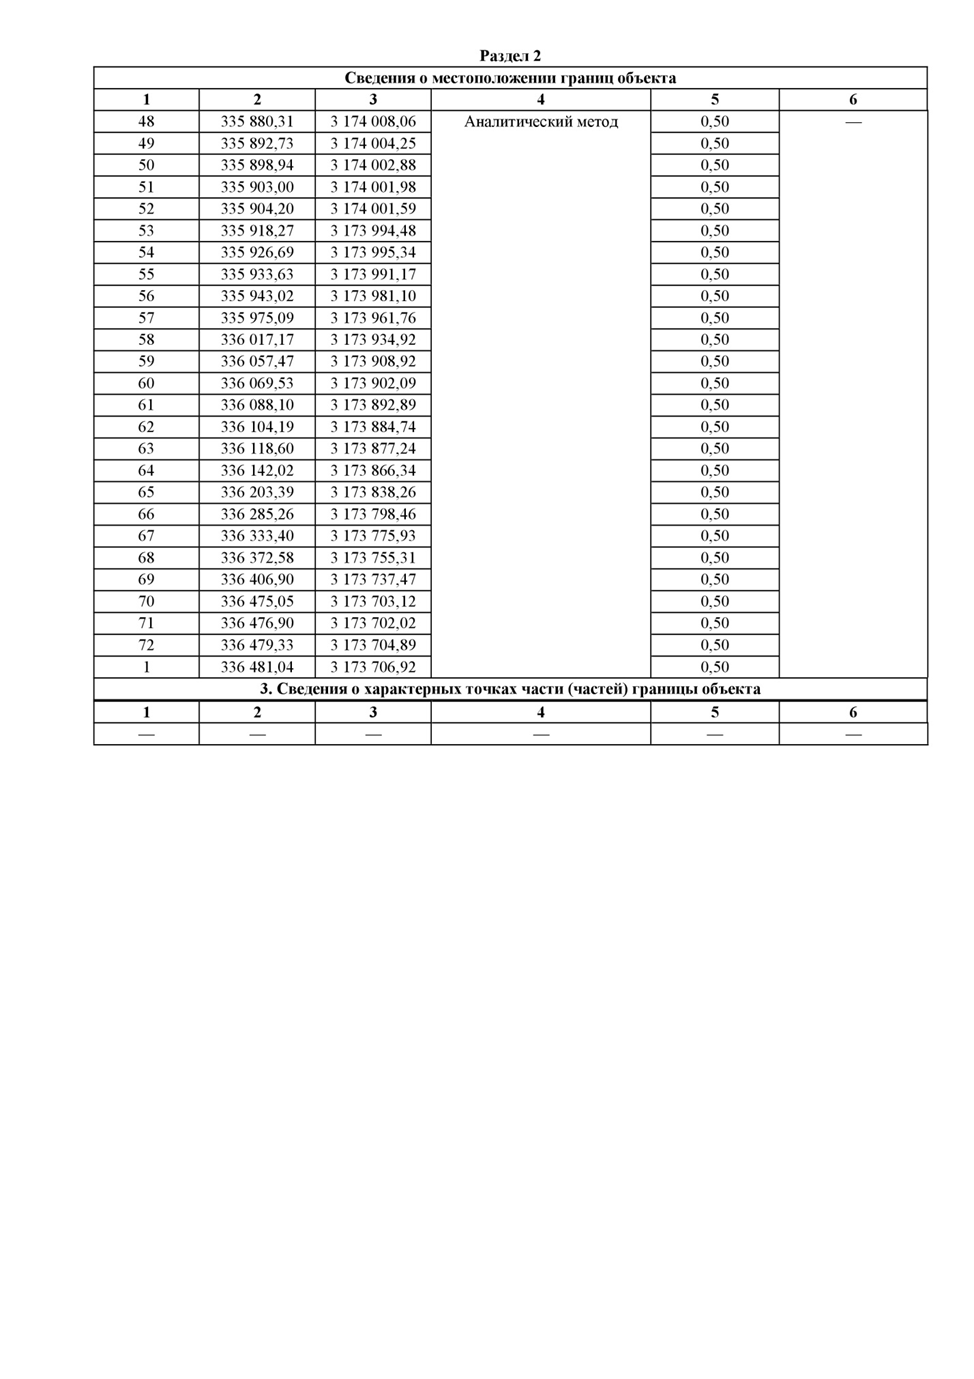 Раздел 2
Сведения о местоположении границ объекта
1 2 3 4 5 6
48 335 880,31 3 174 008,06 Аналитический метод 0,50 —
49 335 892,73 3 174 004,25 0,50
50 335 898,94 3 174 002,88 0,50
51 335 903,00 3 174 001,98 0,50
52 335 904,20 3 174 001,59 0,50
53 335 918,27 3 173 994,48 0,50
54 335 926,69 3 173 995,34 0,50
55 335 933,63 3 173 991,17 0,50
56 335 943,02 3 173 981,10 0,50
57 335 975,09 3 173 961,76 0,50
58 336 017,17 3 173 934,92 0,50
59 336 057,47 3 173 908,92 0,50
60 336 069,53 3 173 902,09 0,50
61 336 088,10 3 173 892,89 0,50
62 336 104,19 3 173 884,74 0,50
63 336 118,60 3 173 877,24 0,50
64 336 142,02 3 173 866,34 0,50
65 336 203,39 3 173 838,26 0,50
66 336 285,26 3 173 798,46 0,50
67 336 333,40 3 173 775,93 0,50
68 336 372,58 3 173 755,31 0,50
69 336 406,90 3 173 737,47 0,50
70 336 475,05 3 173 703,12 0,50
71 336 476,90 3 173 702,02 0,50
72 336 479,33 3 173 704,89 0,50
1 336 481,04 3 173 706,92 0,50
3. Сведения о характерных точках части (частей) границы объекта
1 2 3 4 5 6
— — — — — —